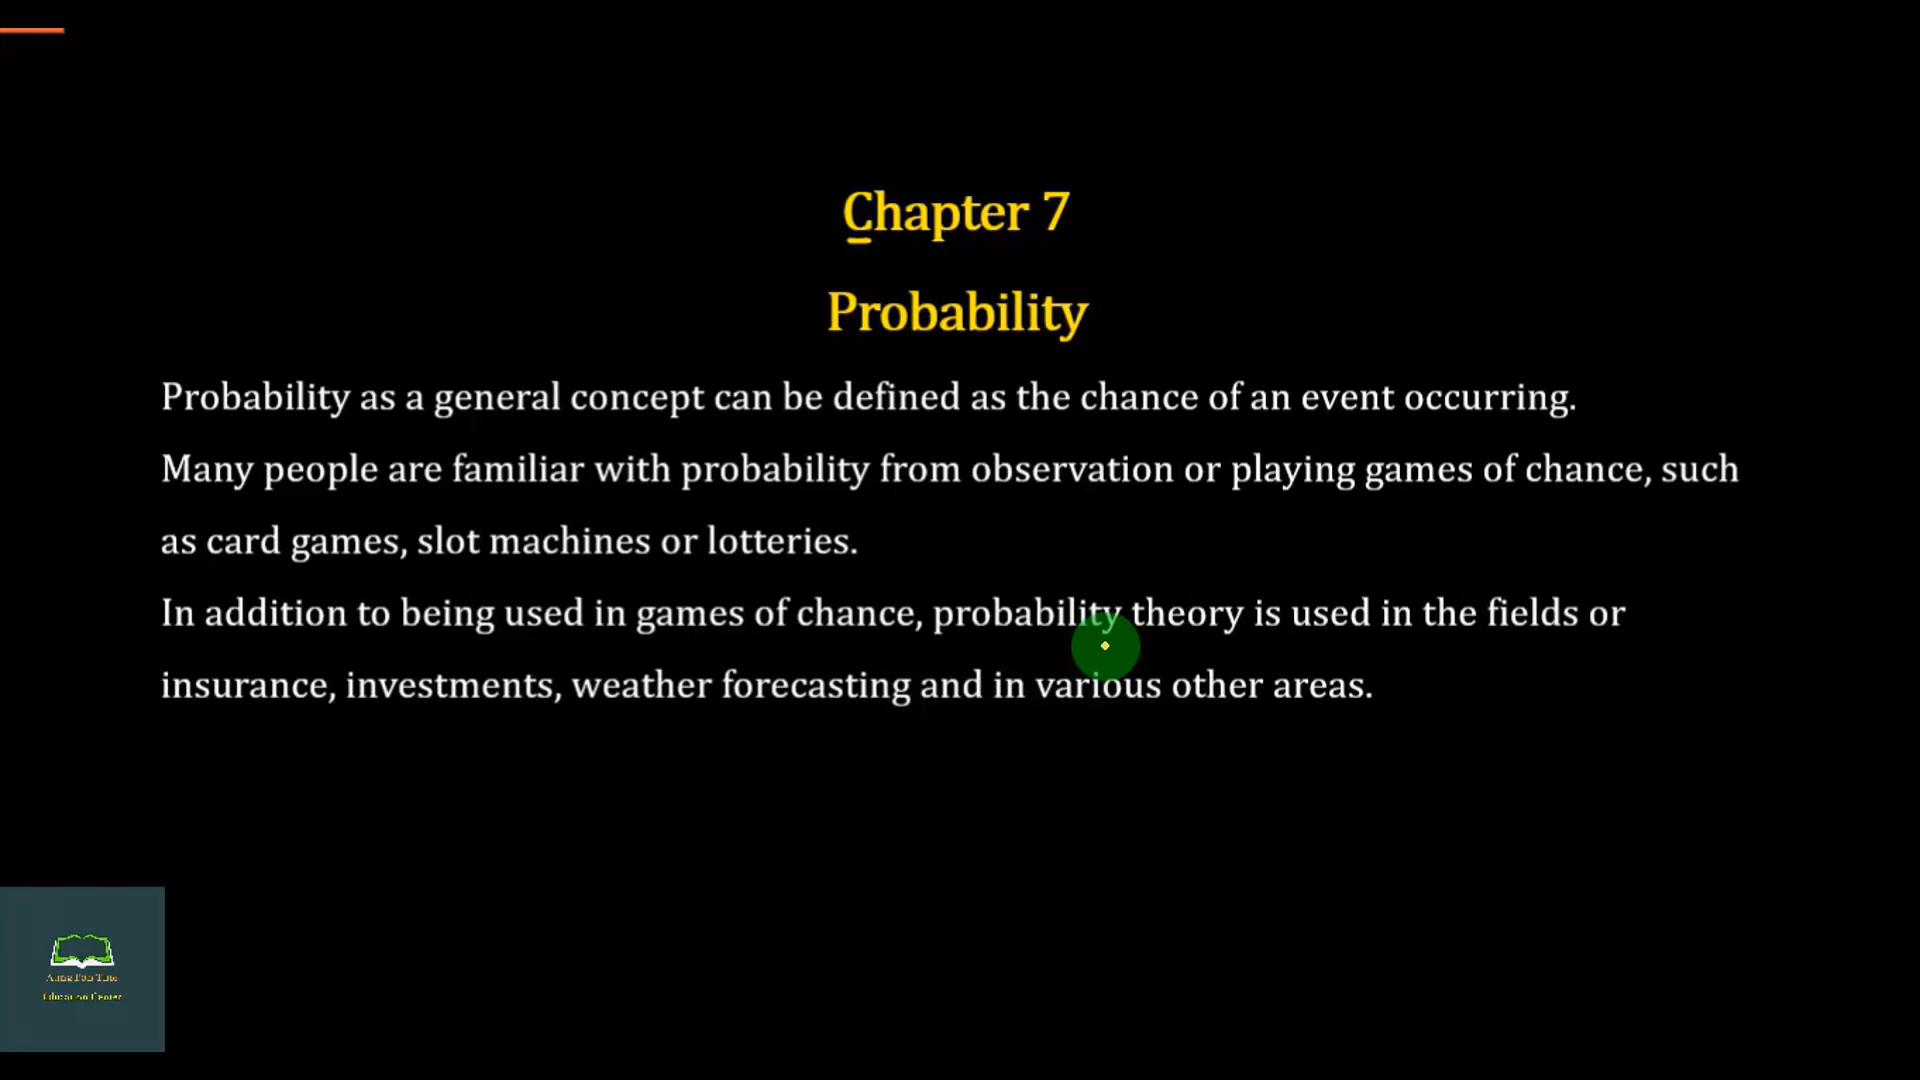 Chapter 7
Probability
Probability as a general concept can be defined as the chance of an event occurring.
Many people are familiar with probability from observation or playing games of chance, such
as card games, slot machines or lotteries.
In addition to being used in games of chance, probability theory is used in the fields or
insurance, investments, weather forecasting and in various other areas.
Education Center